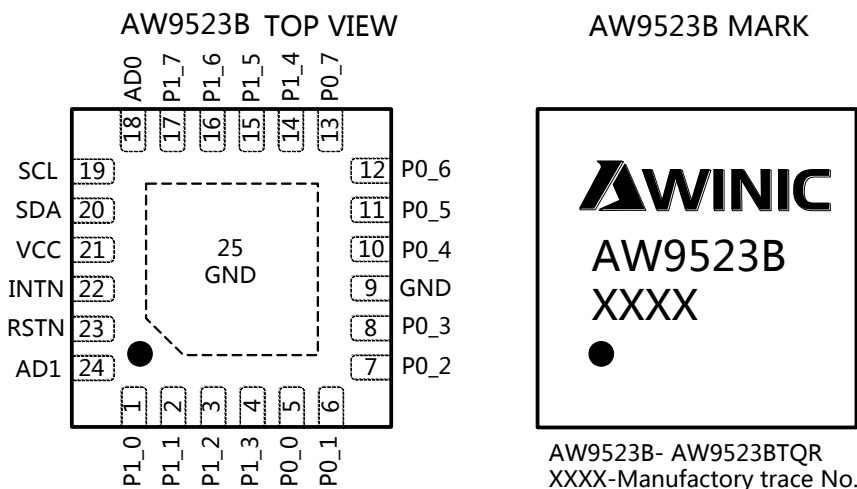 AW9523B TOP VIEW
AD0
P1_7
P1_6
P1_5
P1_4
P0_7
18
17
16
15
14
13
SCL 19
SDA 20
VCC 21
INTN 22
RSTN 23
AD1 24
25
GND
12 P0_6
11 P0_5
10 P0_4
9 GND
8 P0_3
7 P0_2
1
2
3
4
5
6
P1_0
P1_1
P1_2
P1_3
P0_0
P0_1
AW9523B MARK
AWINIC
AW9523B
XXXX
AW9523B- AW9523BTQR
XXXX-Manufactory trace No.